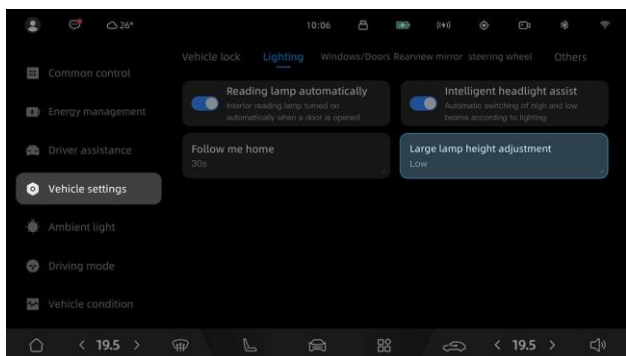 26°
10:06
Vehicle lock Lighting Windows/Doors Rearview mirror steering wheel Others
Common control
Energy management
Driver assistance
Vehicle settings
Ambient light
Driving mode
Vehicle condition
Reading lamp automatically
Interior reading lamp turned on
automatically when a door is opened
Intelligent headlight assist
Automatic switching of high and low
beams according to lighting
Follow me home
30s
Large lamp height adjustment
Low
< 19.5 >
< 19.5 >